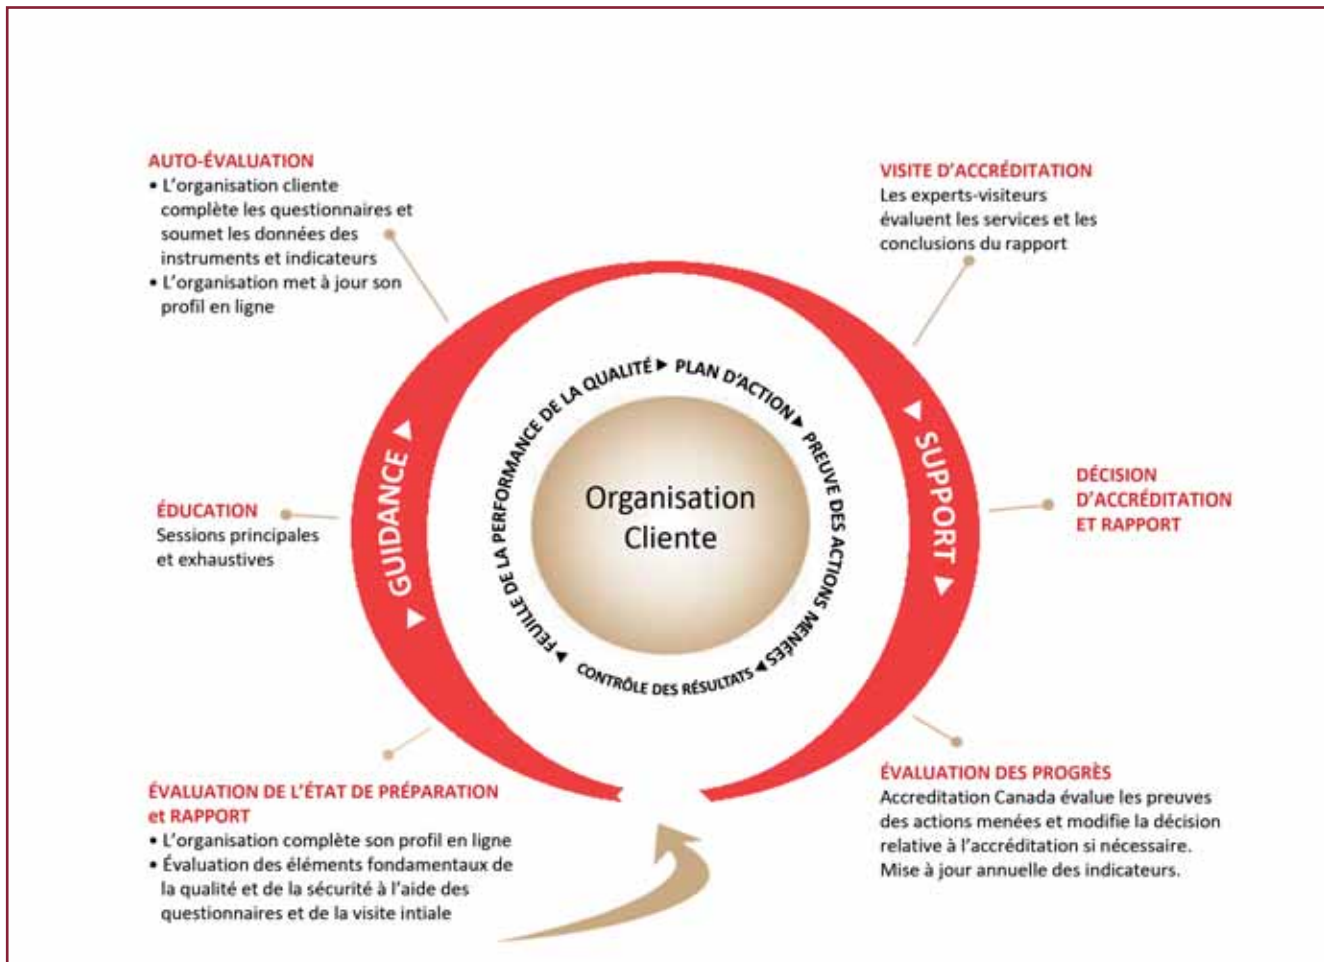 AUTO-ÉVALUATION
• L'organisation cliente
complète les questionnaires et
soumet les données des
instruments et indicateurs
• L'organisation met à jour son
profil en ligne
VISITE D'ACCRÉDITATION
Les experts-visiteurs
évaluent les services et les
conclusions du rapport
ÉDUCATION
Sessions principales
et exhaustives
◄ GUIDANCE ►
FEUILLE DE LA PERFORMANCE DE LA QUALITÉ ►
PLAN D'ACTION ►
PREUVE DES ACTIONS MENÉES ►
CONTRÔLE DES RÉSULTATS ►
Organisation
Cliente
◄ SUPPORT ►
DÉCISION
D'ACCRÉDITATION
ET RAPPORT
ÉVALUATION DE L'ÉTAT DE PRÉPARATION
et RAPPORT
• L'organisation complète son profil en ligne
• Évaluation des éléments fondamentaux de
la qualité et de la sécurité à l'aide des
questionnaires et de la visite intiale
ÉVALUATION DES PROGRÈS
Accreditation Canada évalue les preuves
des actions menées et modifie la décision
relative à l'accréditation si nécessaire.
Mise à jour annuelle des indicateurs.